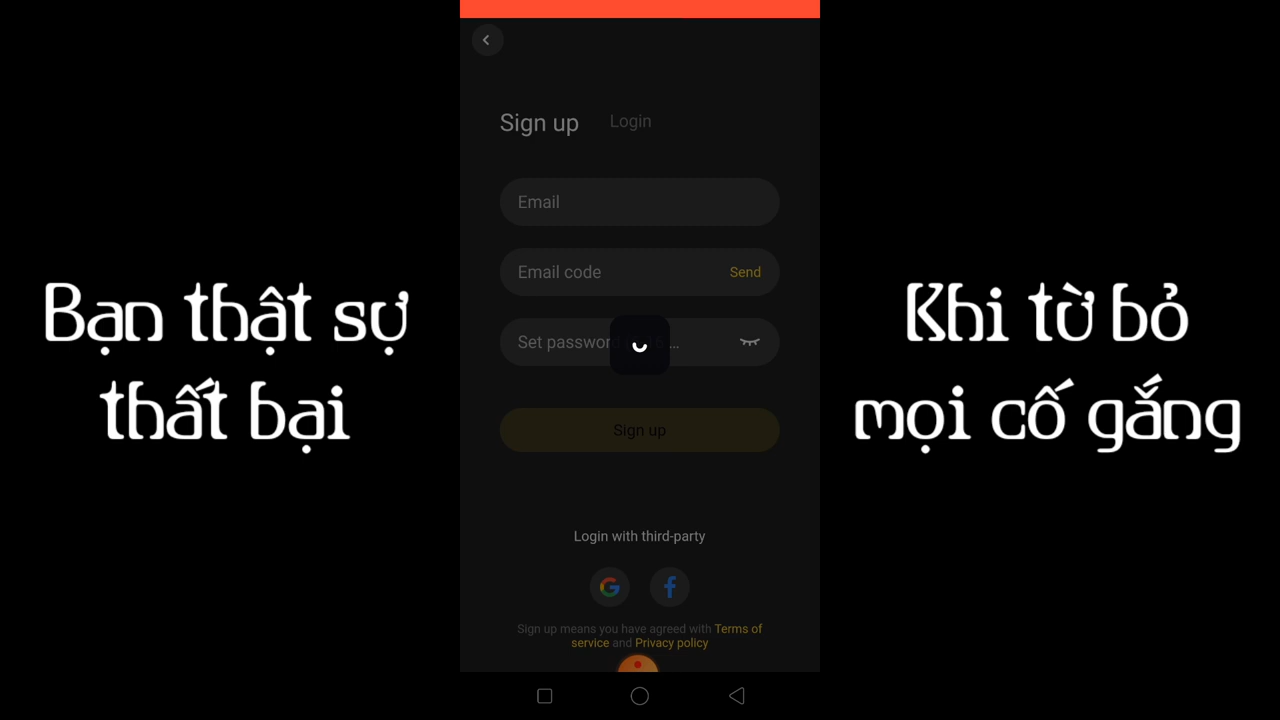 Bạn thật sự
thất bại
Sign up
Login
Email
Email code
Send
Set password
Sign up
Login with third-party
Sign up means you have agreed with Terms of
service and Privacy policy
Khi từ bỏ
mọi cố gắng